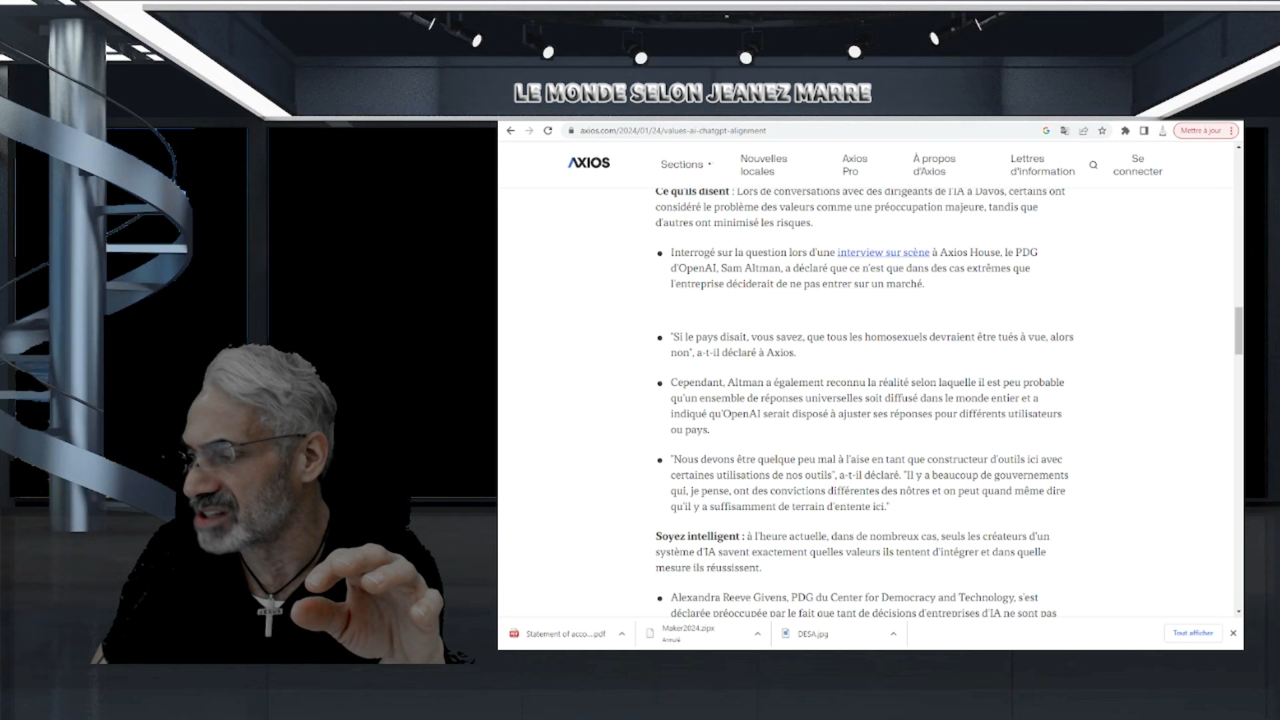 LE MONDE SELON JEANEZ MARRE
axios.com/2024/01/24/values-ai-chatgpt-alignment
Mettre à jour
AXIOS
Sections
Nouvelles
locales
Axios
Pro
À propos
d'Axios
Lettres
d'information
Se
connecter
Ce qu'ils disent : Lors de conversations avec des dirigeants de l'IA à Davos, certains ont
considéré le problème des valeurs comme une préoccupation majeure, tandis que
d'autres ont minimisé les risques.
Interrogé sur la question lors d'une interview sur scène à Axios House, le PDG
d'OpenAI, Sam Altman, a déclaré que ce n'est que dans des cas extrêmes que
l'entreprise déciderait de ne pas entrer sur un marché.
"Si le pays disait, vous savez, que tous les homosexuels devraient être tués à vue, alors
non", a-t-il déclaré à Axios.
Cependant, Altman a également reconnu la réalité selon laquelle il est peu probable
qu'un ensemble de réponses universelles soit diffusé dans le monde entier et a
indiqué qu'OpenAI serait disposé à ajuster ses réponses pour différents utilisateurs
ou pays.
"Nous devons être quelque peu mal à l'aise en tant que constructeur d'outils ici avec
certaines utilisations de nos outils", a-t-il déclaré. "Il y a beaucoup de gouvernements
qui, je pense, ont des convictions différentes des nôtres et on peut quand même dire
qu'il y a suffisamment de terrain d'entente ici."
Soyez intelligent : à l'heure actuelle, dans de nombreux cas, seuls les créateurs d'un
système d'IA savent exactement quelles valeurs ils tentent d'intégrer et dans quelle
mesure ils réussissent.
Alexandra Reeve Givens, PDG du Center for Democracy and Technology, s'est
déclarée préoccupée par le fait que tant de décisions d'entreprises d'IA ne sont pas
Statement of acco....pdf
Maker2024.zipx
Annulé
DESA.jpg
Tout afficher
JESUS